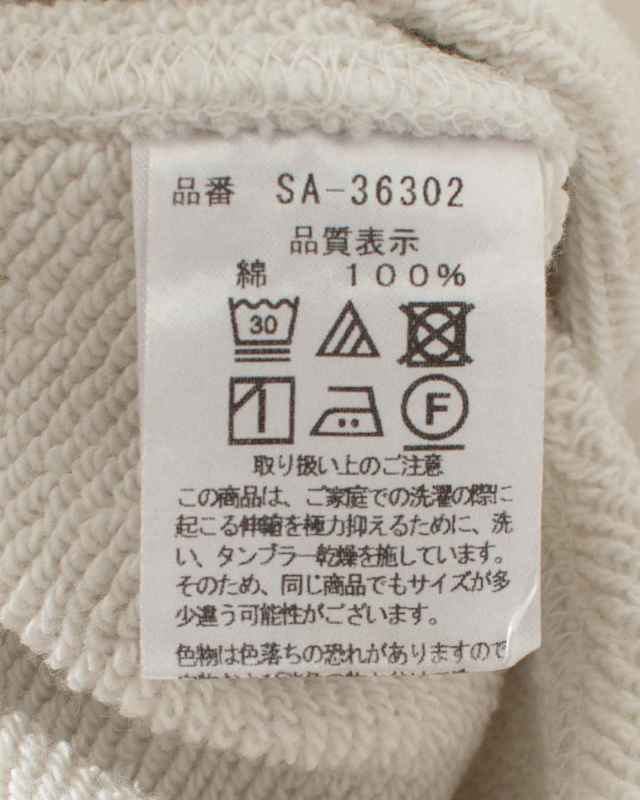 品番 SA-36302
品質表示
綿 100%
30
F
取り扱い上のご注意
この商品は、ご家庭での洗濯の際に
起こる伸縮を極力抑えるために、洗
い、タンブラー乾燥を施しています。
そのため、同じ商品でもサイズが多
少違う可能性がございます。
色物は色落ちの恐れがありますので